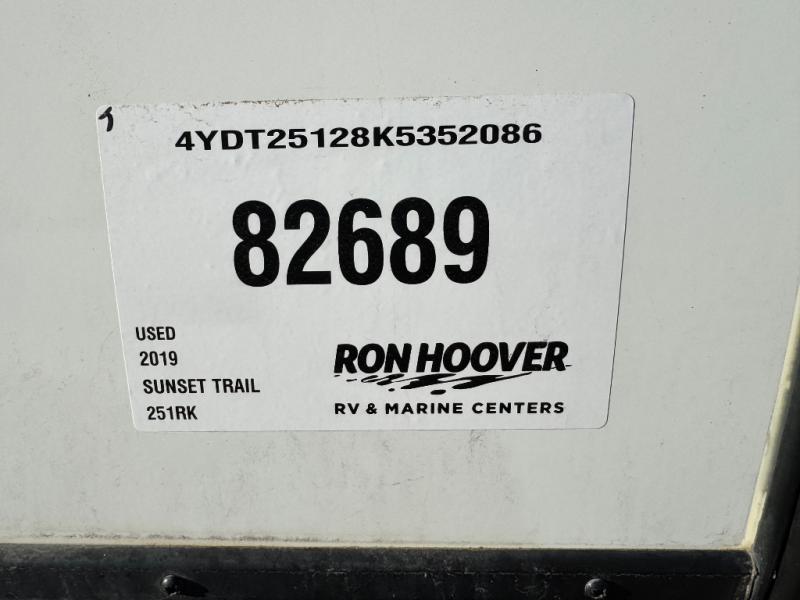 4YDT25128K5352086
82689
USED
2019
SUNSET TRAIL
251RK
RON HOOVER
RV & MARINE CENTERS